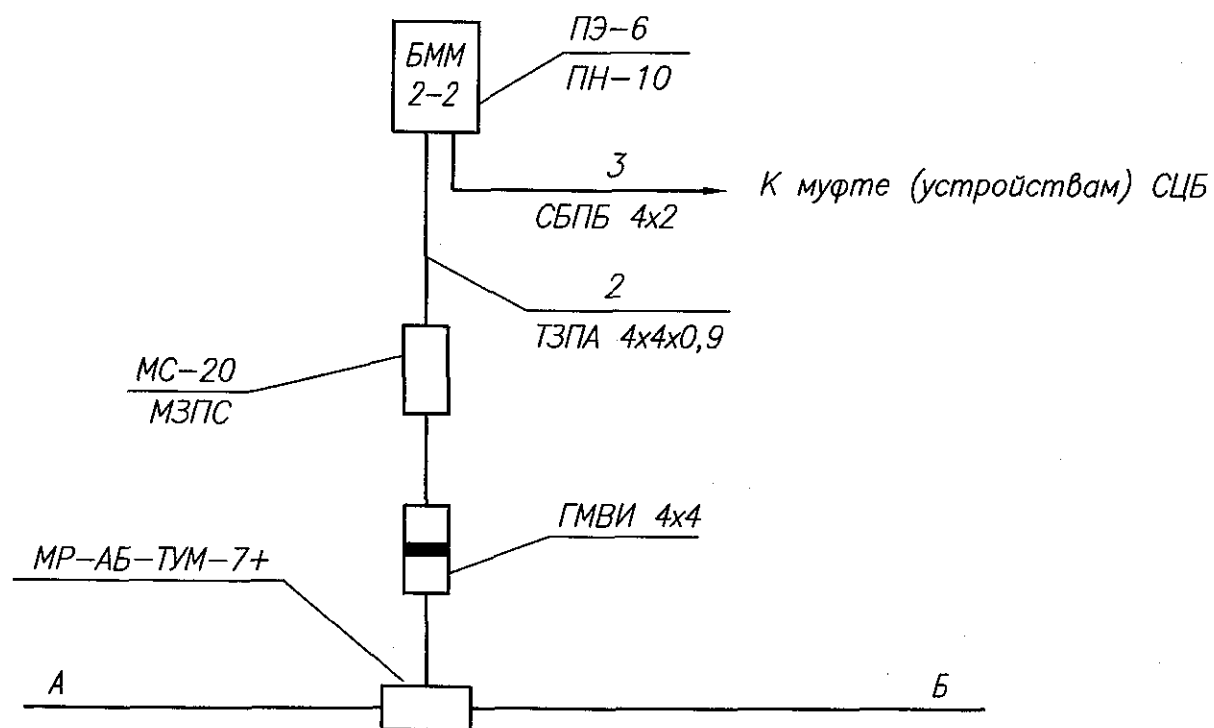 БММ
2-2
ПЭ-6
ПН-10
3
СБПБ 4х2
К муфте (устройствам) СЦБ
2
ТЗПА 4х4х0,9
МС-20
МЗПС
ГМВИ 4х4
МР-АБ-ТУМ-7+
А
Б